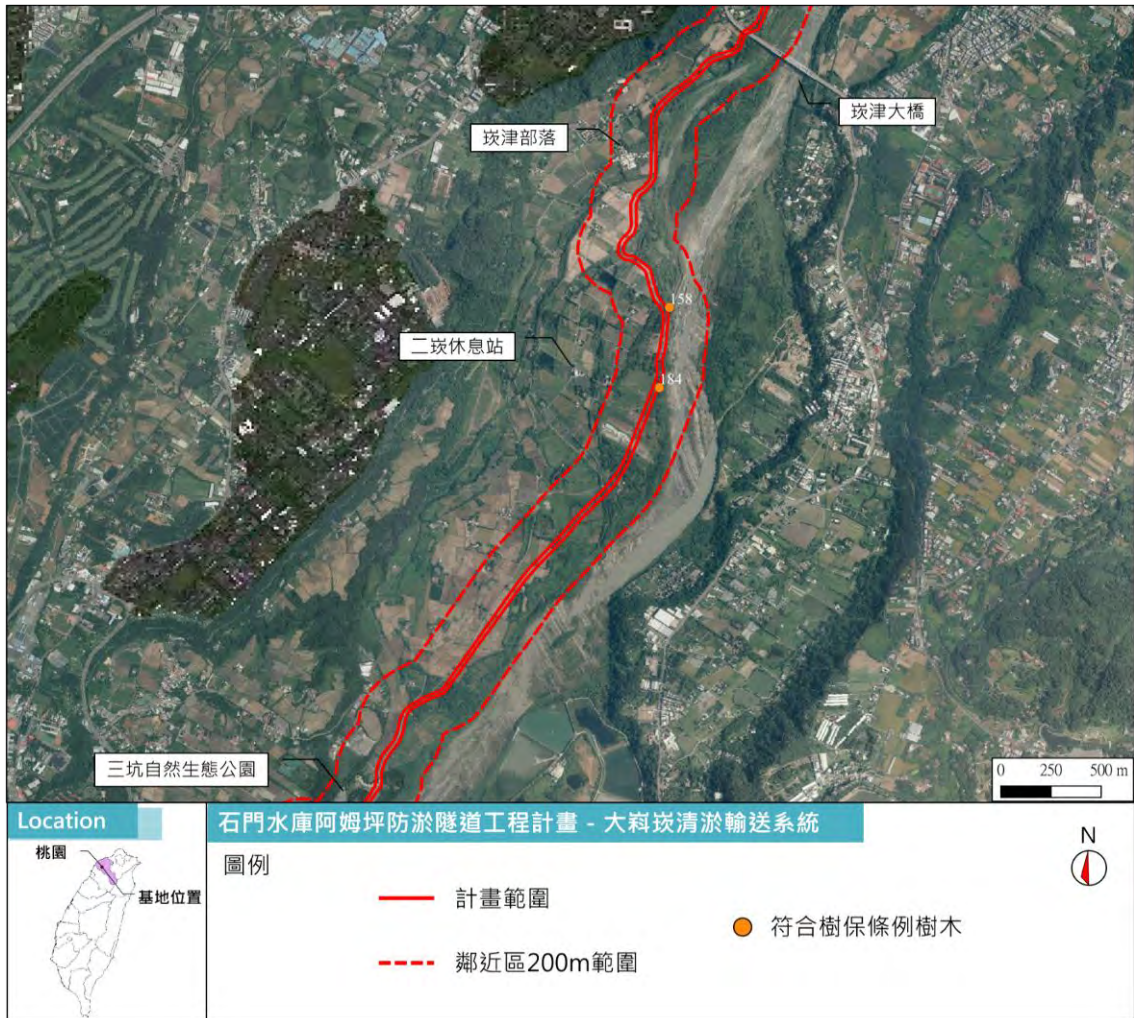 崁津大橋
崁津部落
158
二崁休息站
184
三坑自然生態公園
0 250 500 m
Location
桃園
基地位置
石門水庫阿姆坪防淤隧道工程計畫 - 大嵙崁清淤輸送系統
圖例
計畫範圍
鄰近區200m範圍
符合樹保條例樹木
N